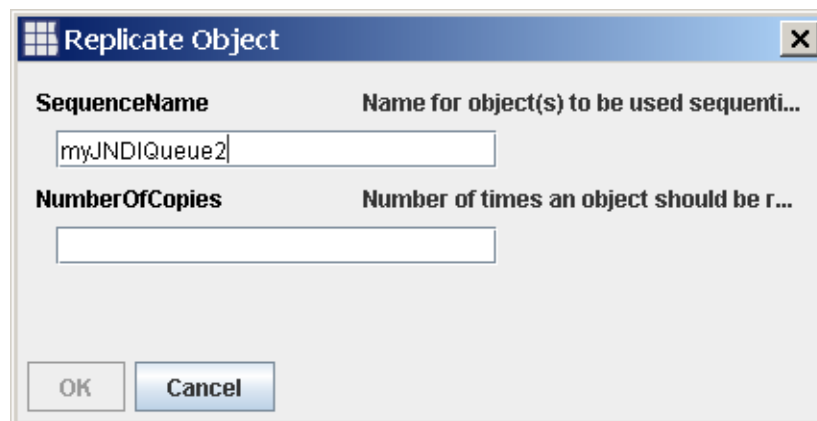 Replicate Object
SequenceName Name for object(s) to be used sequenti...
myJNDIQueue2
NumberOfCopies Number of times an object should be r...
OK Cancel